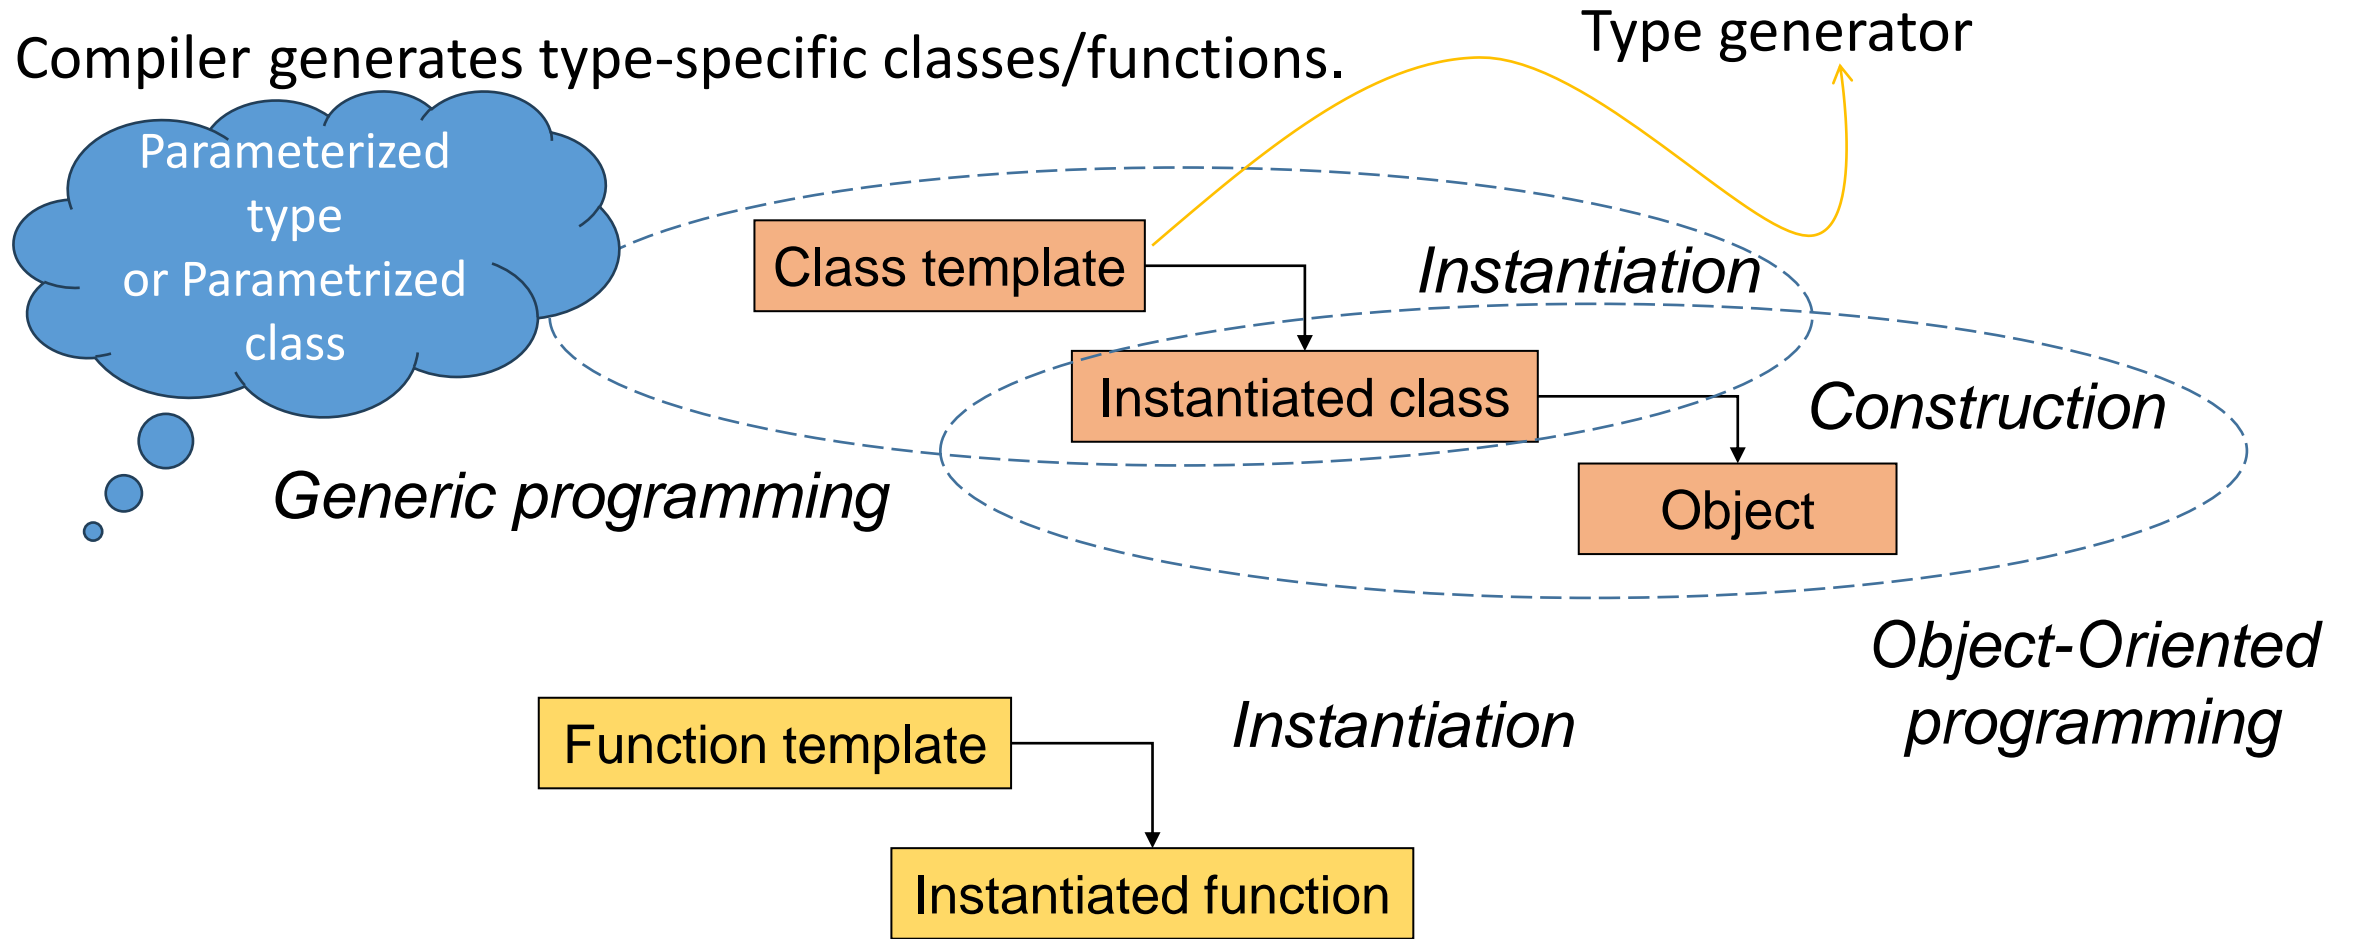 Type generator
Compiler generates type-specific classes/functions.
Parameterized
type
or Parametrized
class
Class template
Instantiation
Instantiated class
Construction
Generic programming
Object
Object-Oriented
programming
Function template
Instantiation
Instantiated function